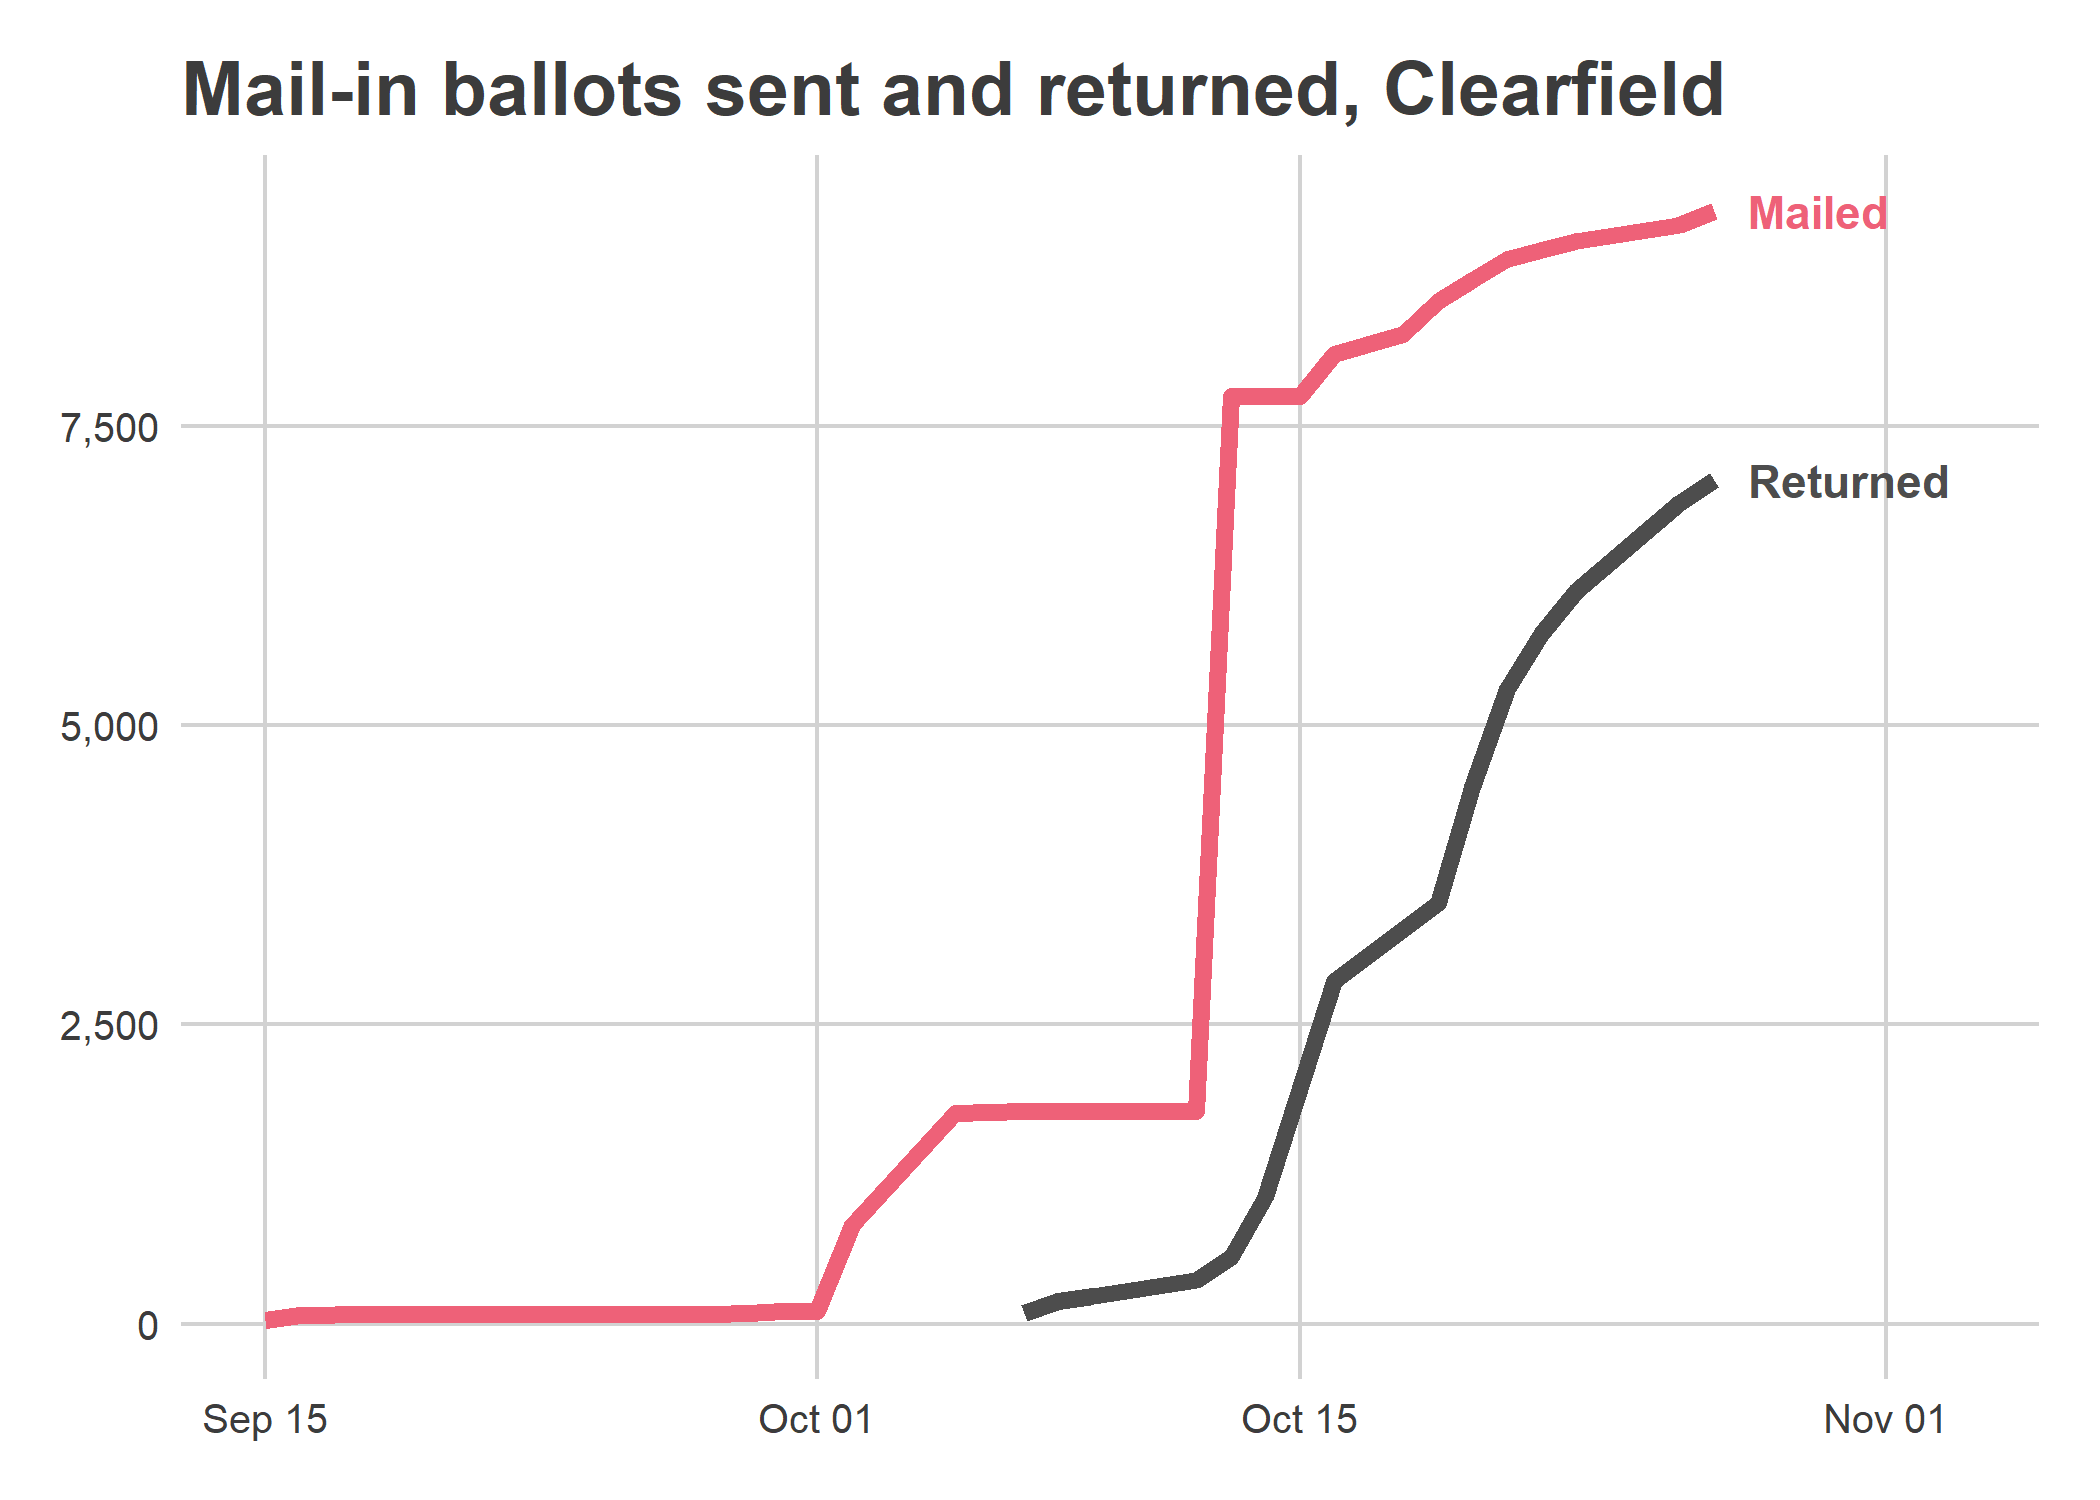 Mail-in ballots sent and returned, Clearfield
Mailed
7,500
Returned
5,000
2,500
0
Sep 15
Oct 01
Oct 15
Nov 01